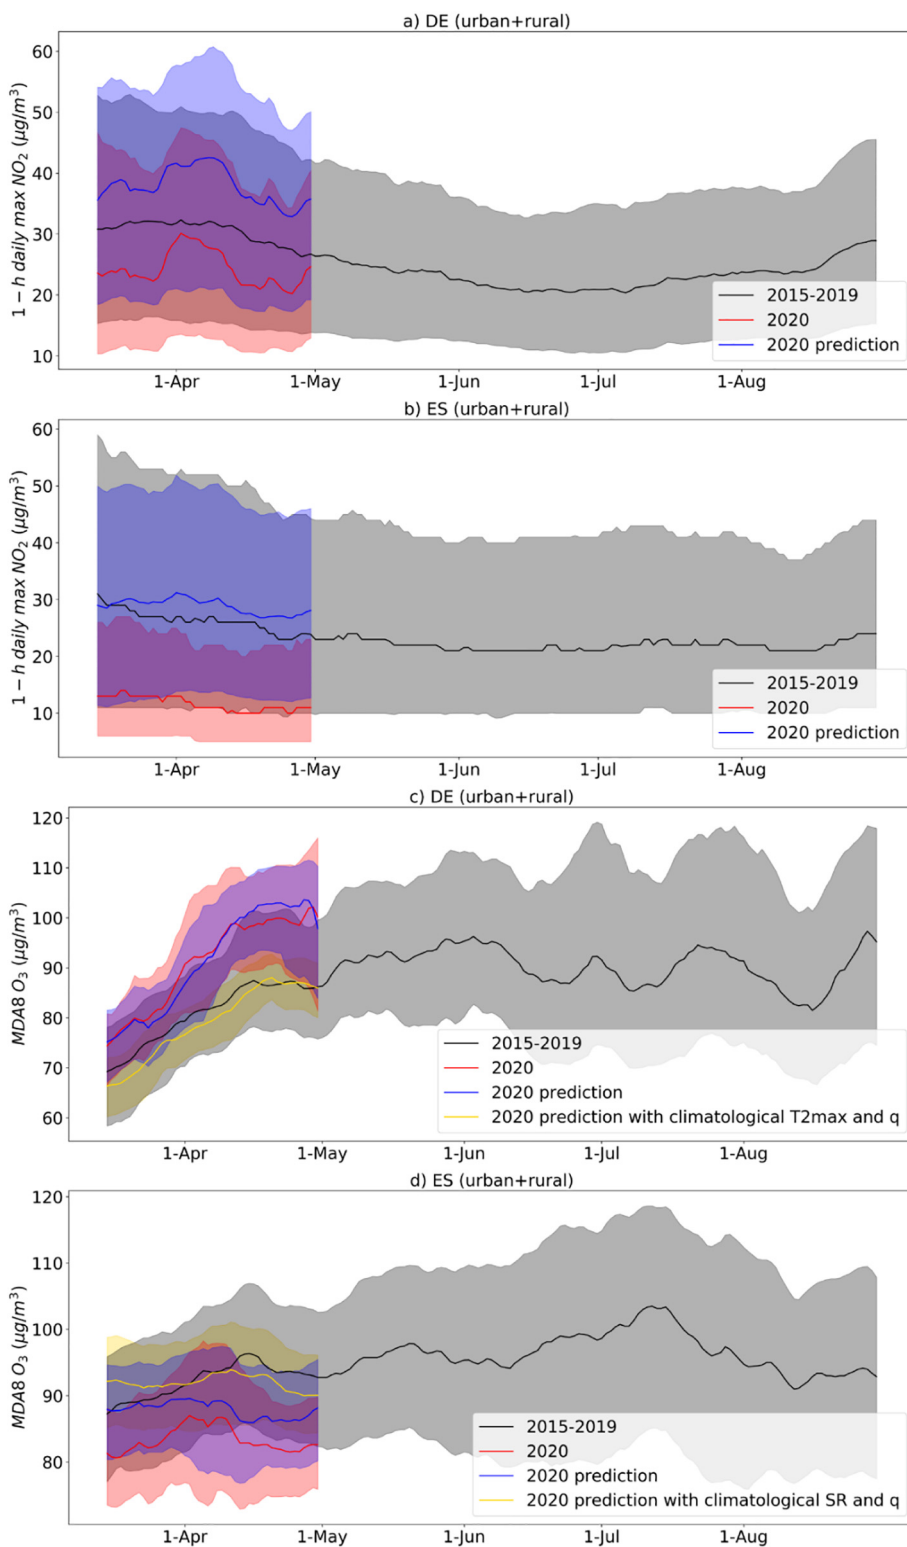 a) DE (urban+rural)
1 − h daily max NO₂ (μg/m³)
60
50
40
30
20
10
2015-2019
2020
2020 prediction
1-Apr 1-May 1-Jun 1-Jul 1-Aug
b) ES (urban+rural)
1 − h daily max NO₂ (μg/m³)
60
50
40
30
20
10
2015-2019
2020
2020 prediction
1-Apr 1-May 1-Jun 1-Jul 1-Aug
c) DE (urban+rural)
MDA8 O₃ (μg/m³)
120
110
100
90
80
70
60
2015-2019
2020
2020 prediction
2020 prediction with climatological T2max and q
1-Apr 1-May 1-Jun 1-Jul 1-Aug
d) ES (urban+rural)
MDA8 O₃ (μg/m³)
120
110
100
90
80
2015-2019
2020
2020 prediction
2020 prediction with climatological SR and q
1-Apr 1-May 1-Jun 1-Jul 1-Aug